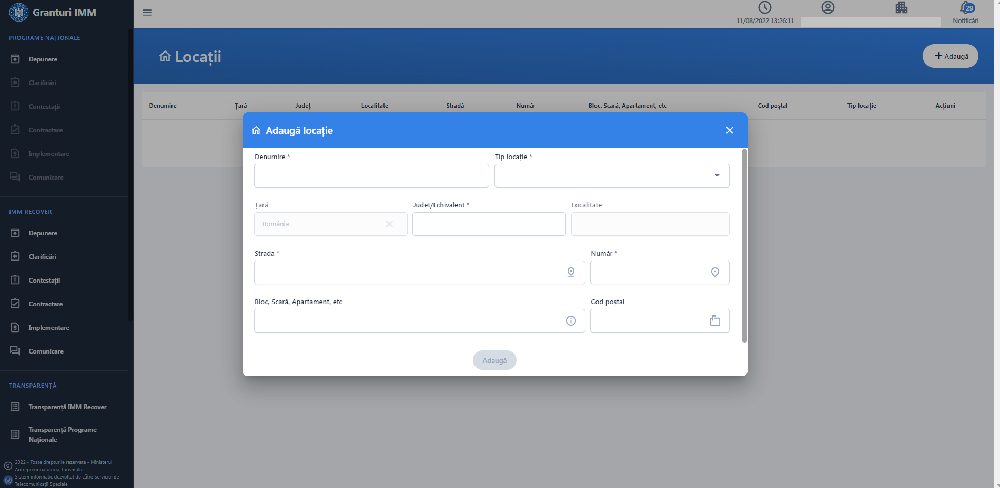 Granturi IMM
11/08/2022 13:26:11
29
Notificări
PROGRAME NAȚIONALE
Depunere
Clarificări
Contestații
Contractare
Implementare
Comunicare
IMM RECOVER
Depunere
Clarificări
Contestații
Contractare
Implementare
Comunicare
TRANSPARENȚĂ
Transparență IMM Recover
Transparență Programe
Naționale
2022 - Toate drepturile rezervate - Ministerul
Antreprenoriatului și Turismului
Sistem informatic dezvoltat de către Serviciul de
Telecomunicații Speciale
Locații
Adaugă
Denumire Țară Județ Localitate Stradă Număr Bloc, Scară, Apartament, etc Cod poștal Tip locație Acțiuni
Adaugă locație
Denumire * Tip locație *
Țară Judet/Echivalent * Localitate
România
Strada * Număr *
Bloc, Scară, Apartament, etc Cod poștal
Adaugă